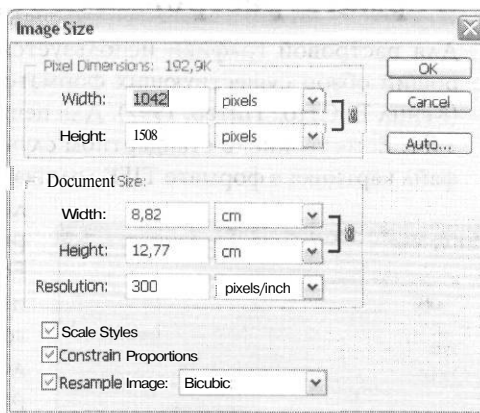 Image Size
Pixel Dimensions: 192,9K
Width: 1042 pixels
Height: 1508 pixels
Document Size:
Width: 8,82 cm
Height: 12,77 cm
Resolution: 300 pixels/inch
Scale Styles
Constrain Proportions
Resample Image: Bicubic
OK
Cancel
Auto...